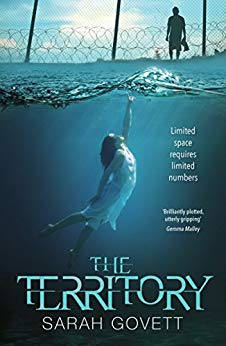 Limited
space
requires
limited
numbers
'Brilliantly plotted,
utterly gripping'
Gemma Malley
THE
TERRITORY
SARAH GOVETT